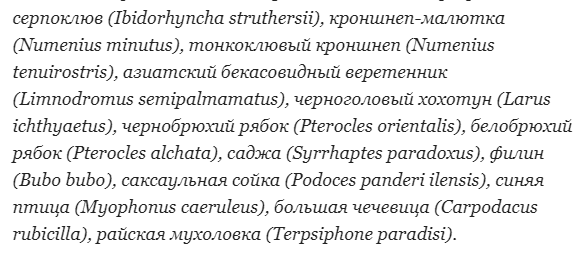 серпоклюв (Ibidorhyncha struthersii), кроншнеп-малютка
(Numenius minutus), тонкоклювый кроншнеп (Numenius
tenuirostris), азиатский бекасовидный веретенник
(Limnodromus semipalmamatus), черноголовый хохотун (Larus
ichthyaetus), чернобрюхий рябок (Pterocles orientalis), белобрюхий
рябок (Pterocles alchata), саджа (Syrrhaptes paradoxus), филин
(Bubo bubo), саксаульная сойка (Podoces panderi ilensis), синяя
птица (Myophonus caeruleus), большая чечевица (Carpodacus
rubicilla), райская мухоловка (Terpsiphone paradisi).